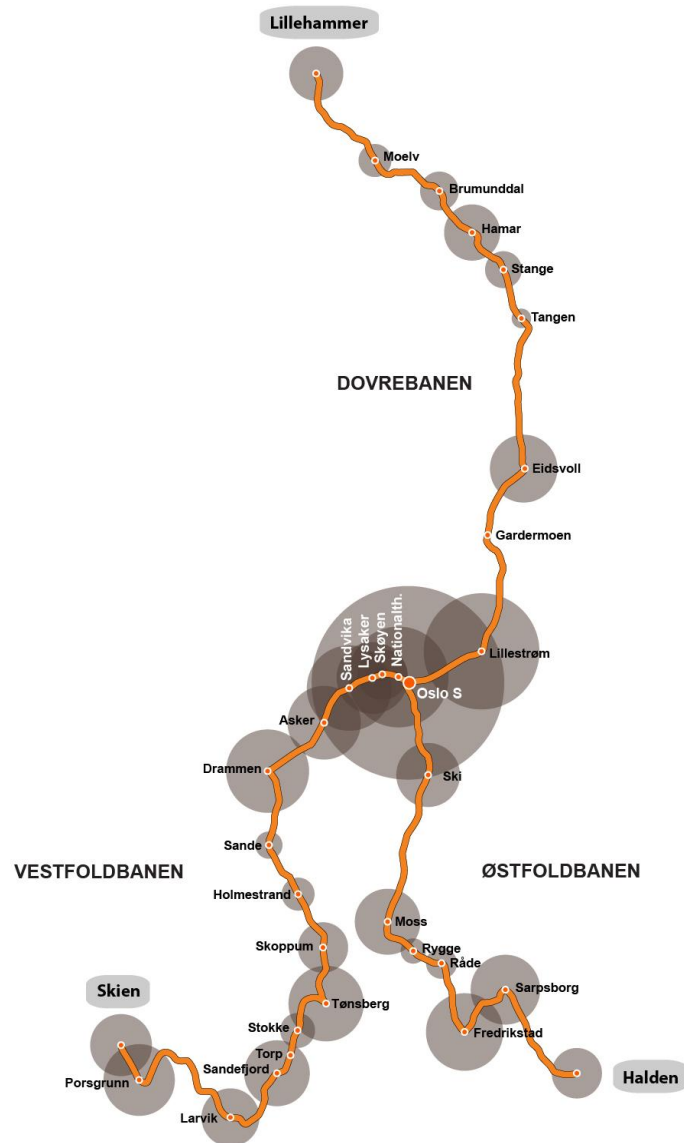 Lillehammer
Moelv
Brumunddal
Hamar
Stange
Tangen
DOVREBANEN
Eidsvoll
Gardermoen
Sandvika
Lysaker
Skøyen
Nationalth.
Lillestrøm
Oslo S
Asker
Drammen
Ski
Sande
VESTFOLDBANEN
ØSTFOLDBANEN
Holmestrand
Moss
Skoppum
Rygge
Råde
Skien
Sarpsborg
Tønsberg
Stokke
Fredrikstad
Torp
Sandefjord
Porsgrunn
Halden
Larvik